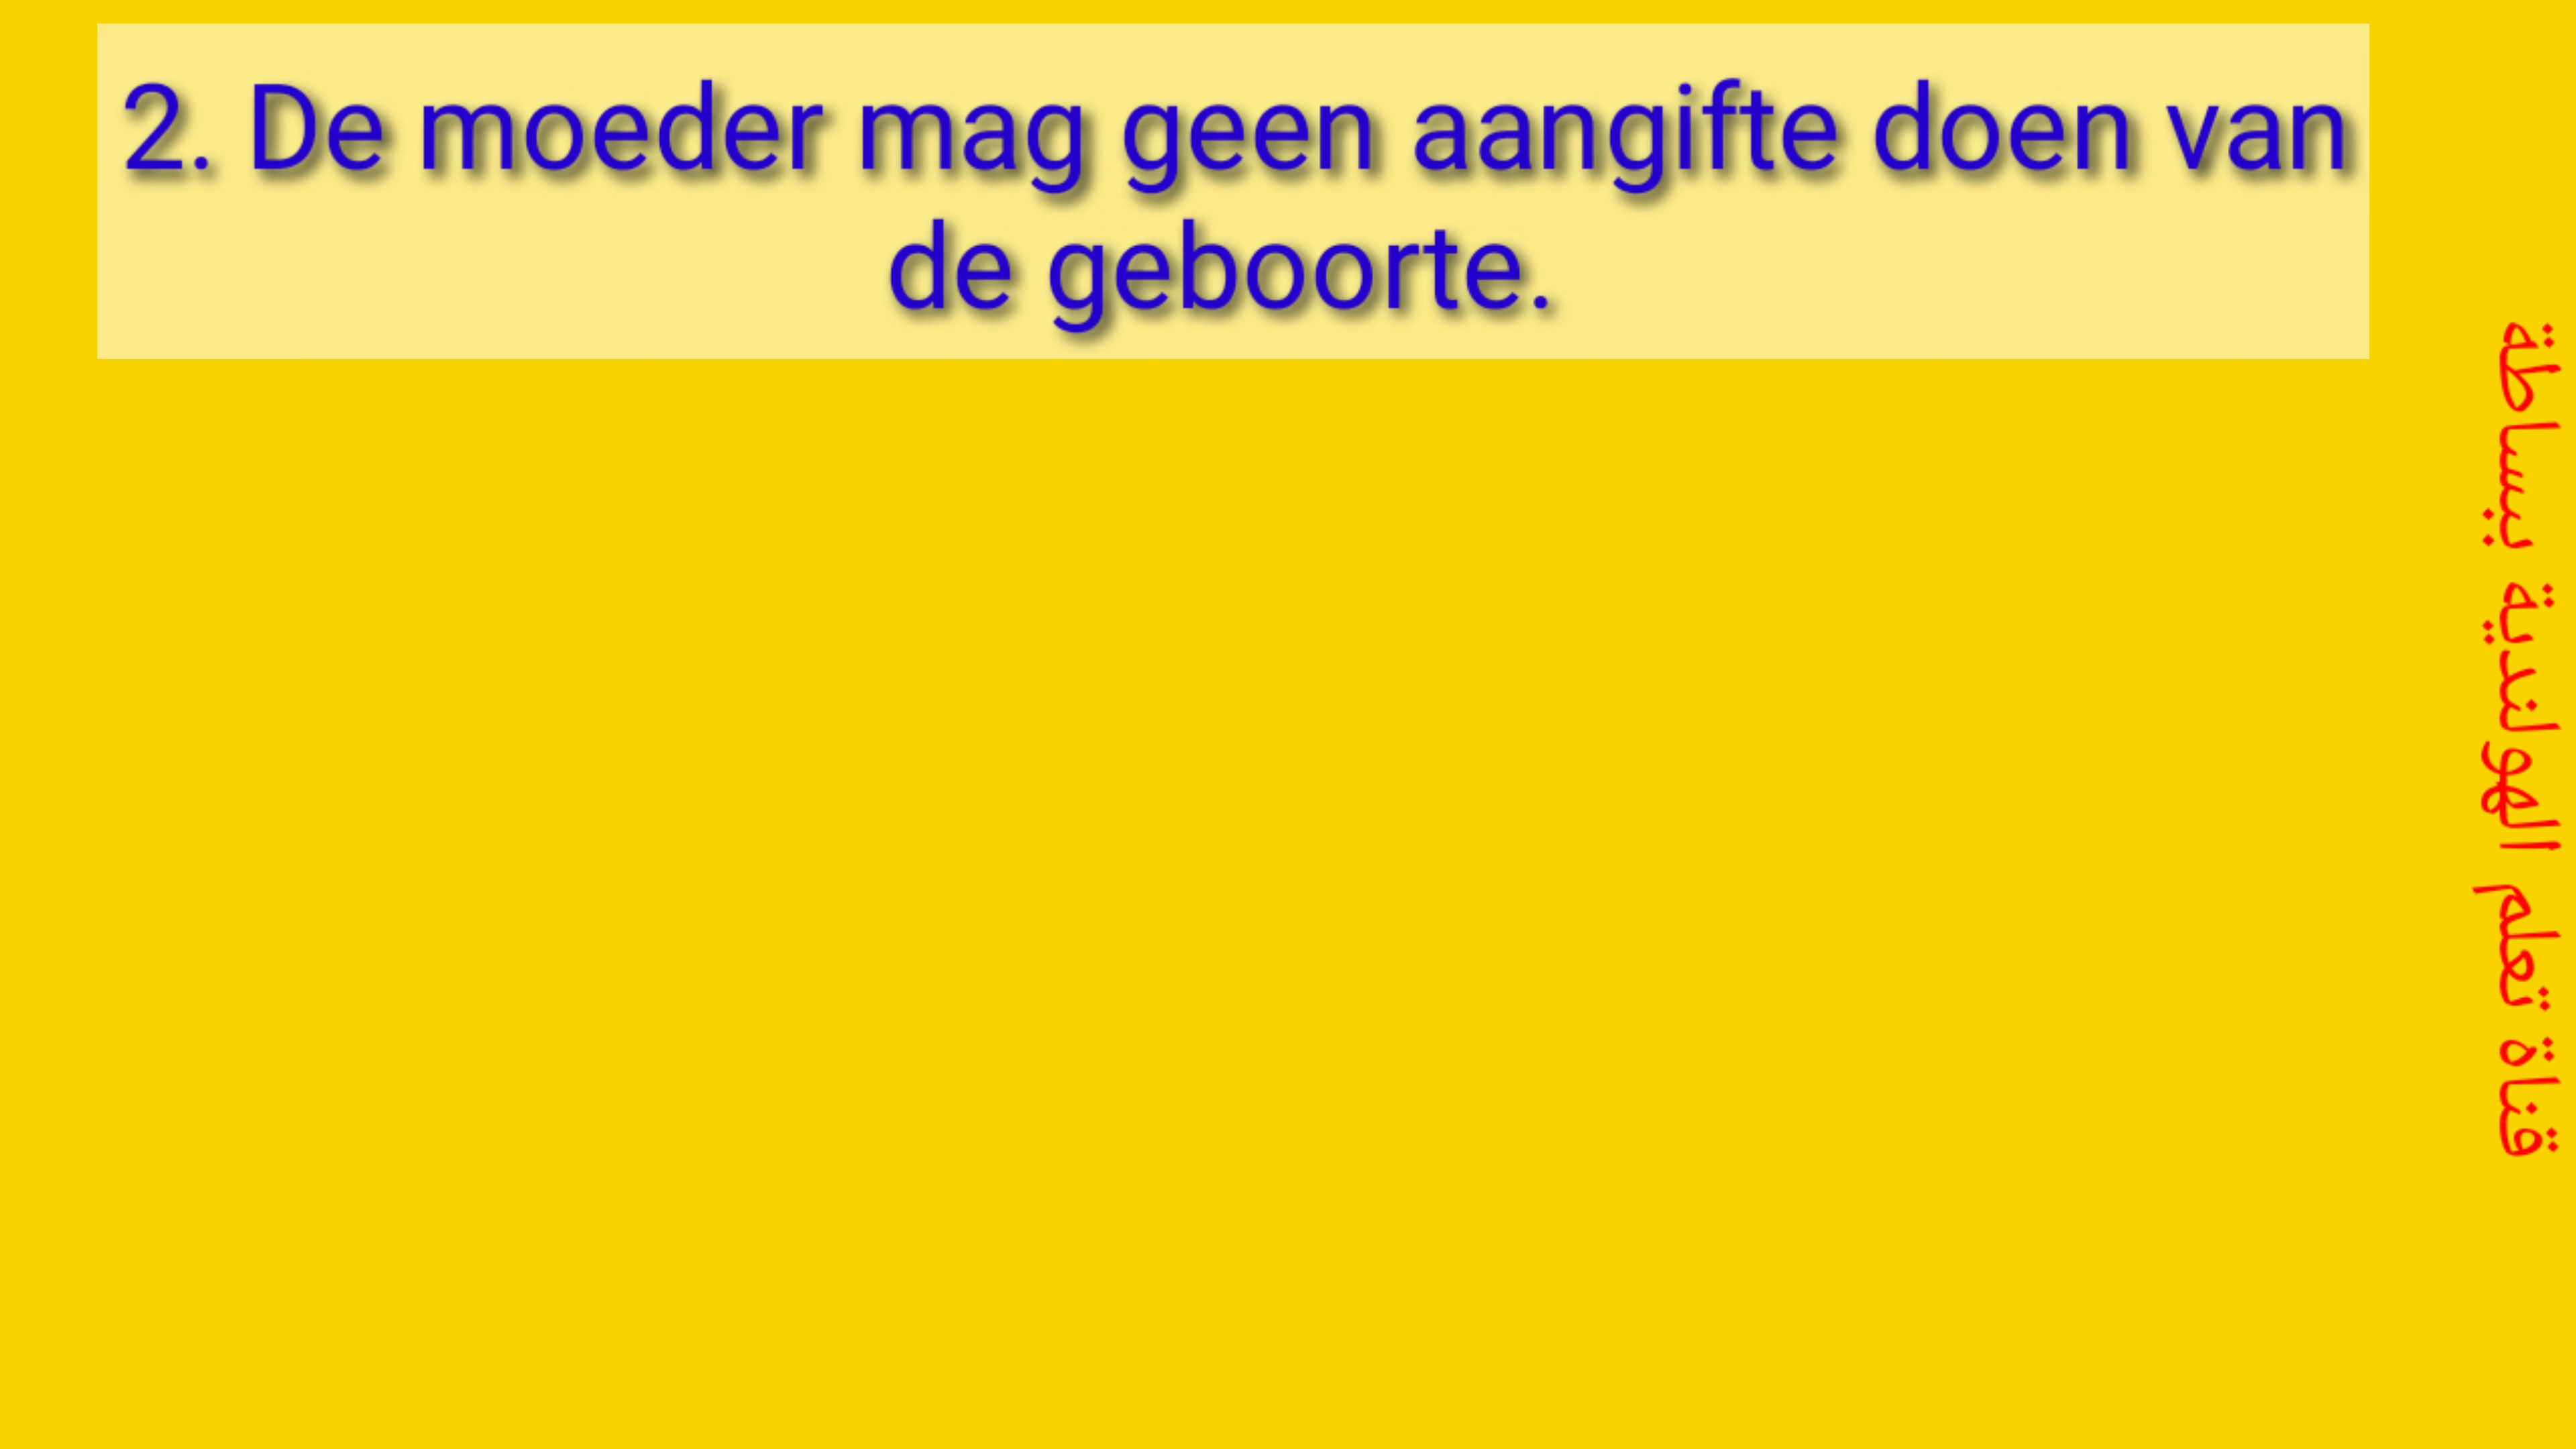 2. De moeder mag geen aangifte doen van
de geboorte.
قناة تعلم الهولندية ببساطة